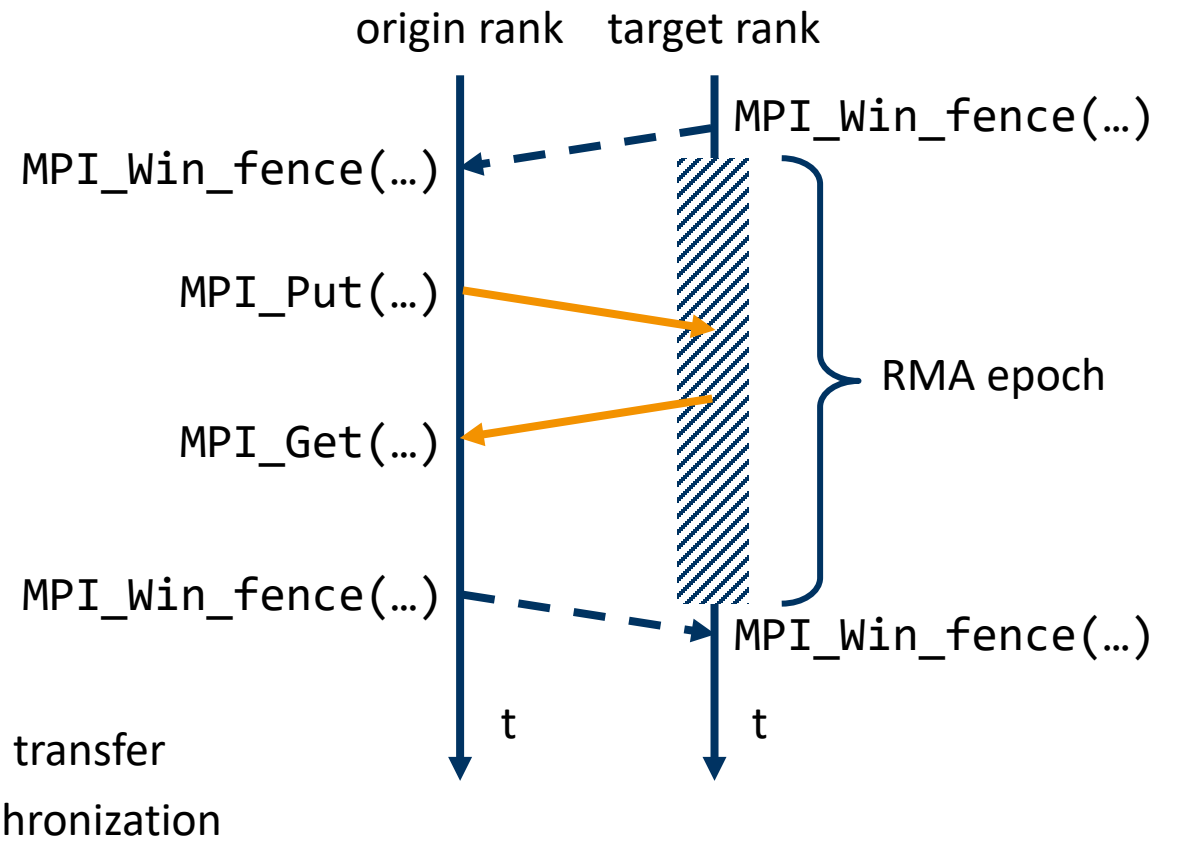 origin rank target rank
MPI_Win_fence(…)
MPI_Win_fence(…)
MPI_Put(…)
RMA epoch
MPI_Get(…)
MPI_Win_fence(…)
MPI_Win_fence(…)
t t
transfer
hronization